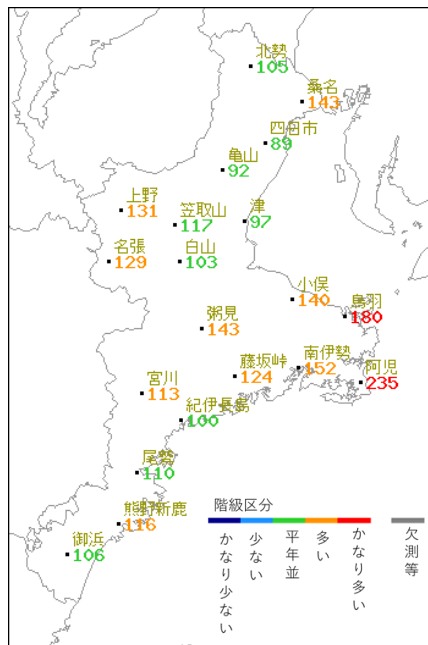 北勢
105
桑名
143
四日市
89
亀山
92
上野
131
笠取山
117
津
97
名張
129
白山
103
小俣
140
鳥羽
180
粥見
143
藤坂峠
124
南伊勢
152
阿児
235
宮川
113
紀伊長島
100
尾鷲
110
熊野新鹿
116
御浜
106
階級区分
かなり少ない
少ない
平年並
多い
かなり多い
欠測等